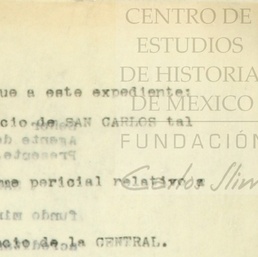 CENTRO DE
ESTUDIOS
DE HISTORIA
DE MEXICO
FUNDACIÓN
Carlos Slim
que a este expediente:
cio de SAN CARLOS tal
me pericial relativo a
cio de la CENTRAL.